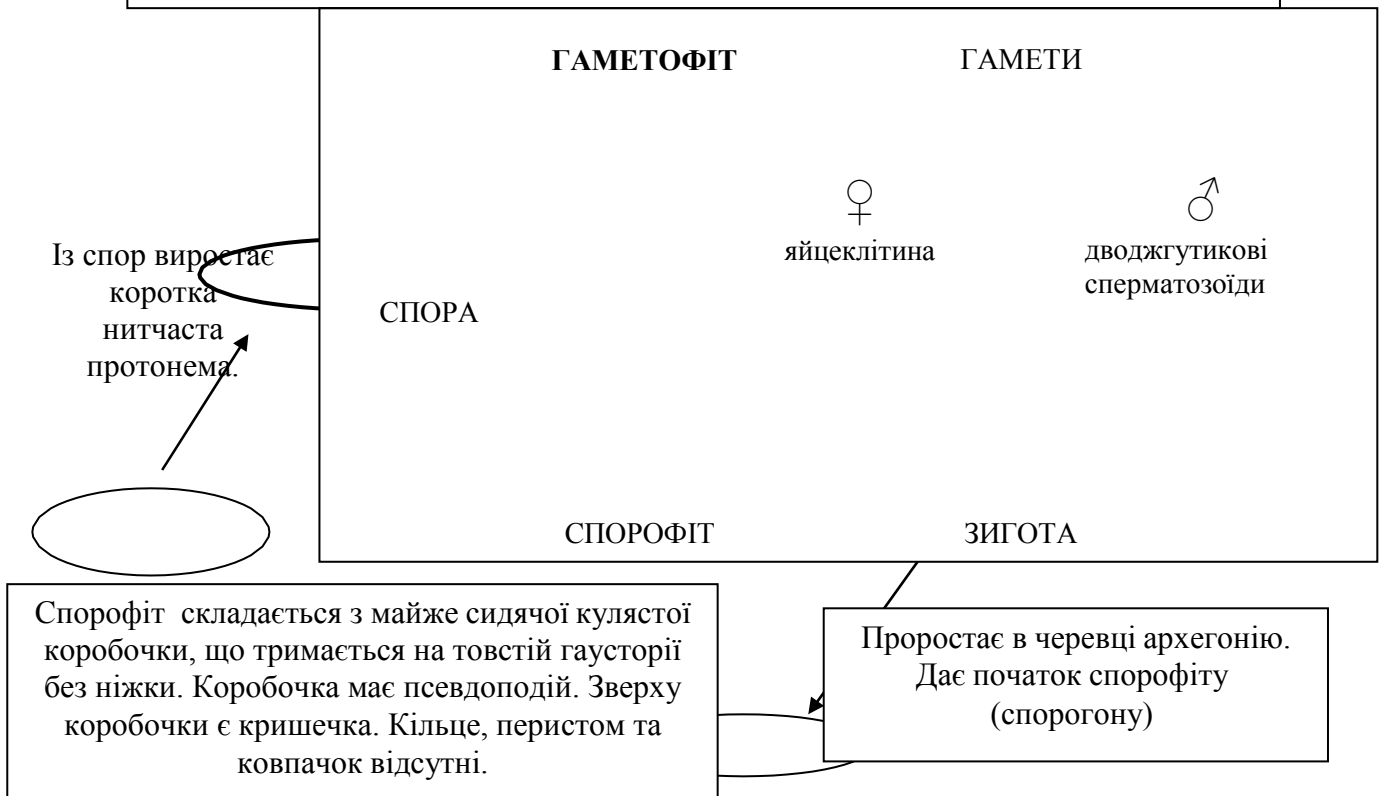 ГАМЕТОФІТ
ГАМЕТИ
♀
♂
яйцеклітина
дводжгутикові
сперматозоїди
Із спор виростає
коротка
нитчаста
протонема.
СПОРА
СПОРОФІТ
ЗИГОТА
Спорофіт складається з майже сидячої кулястої
коробочки, що тримається на товстій гаусторії
без ніжки. Коробочка має псевдоподій. Зверху
коробочки є кришечка. Кільце, перистом та
ковпачок відсутні.
Проростає в черевці архегонію.
Дає початок спорофіту
(спорогону)